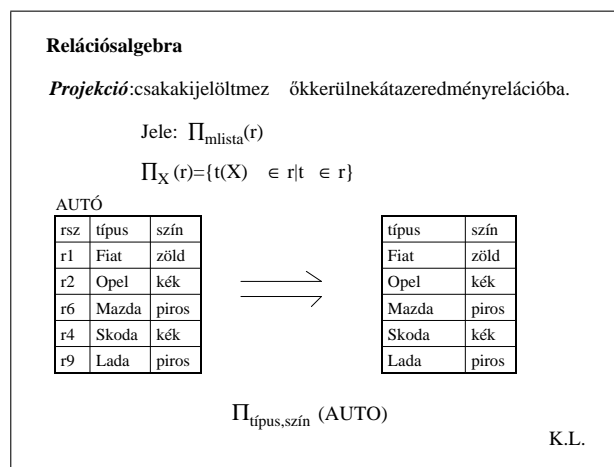 Relációsalgebra
Projekció:csakakijelöltmez őkkerülnekátazeredményrelációba.
Jele: ∏mlista(r)
∏X (r)={t(X) ∈ r|t ∈ r}
AUTÓ
rsz típus szín
r1 Fiat zöld
r2 Opel kék
r6 Mazda piros
r4 Skoda kék
r9 Lada piros
típus szín
Fiat zöld
Opel kék
Mazda piros
Skoda kék
Lada piros
∏típus,szín (AUTO)
K.L.